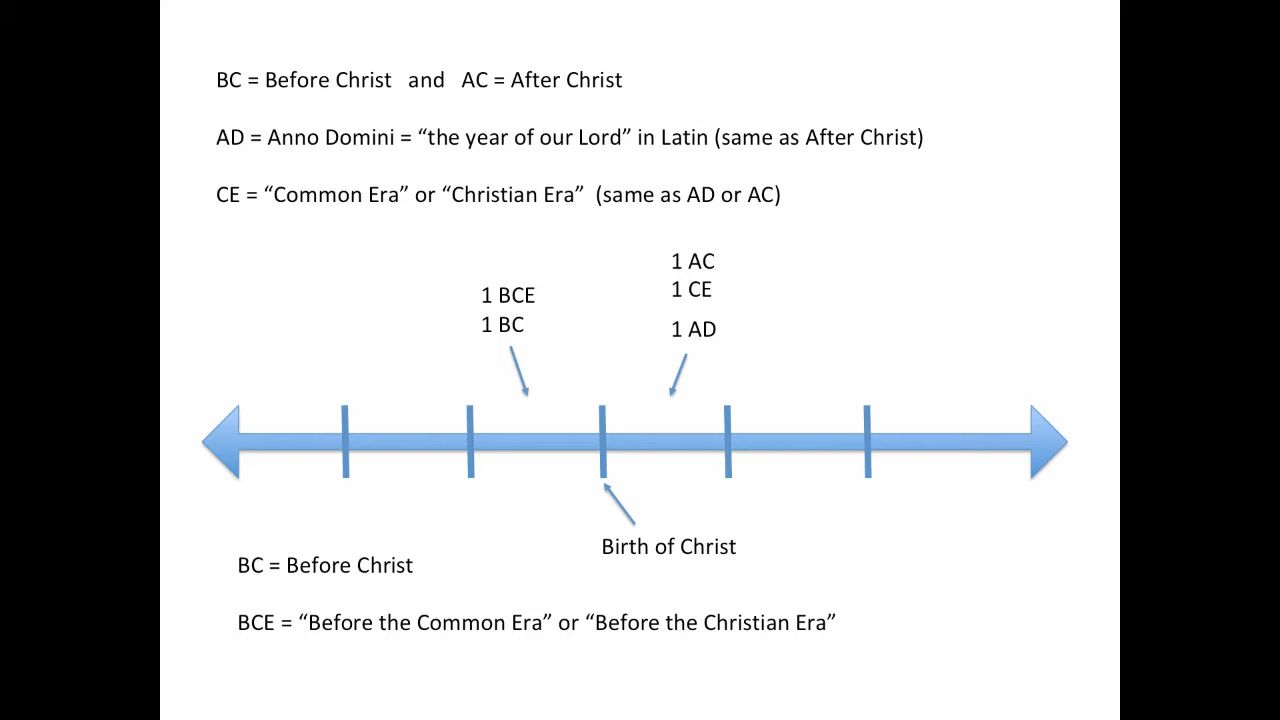 BC = Before Christ and AC = After Christ
AD = Anno Domini = “the year of our Lord” in Latin (same as After Christ)
CE = “Common Era” or “Christian Era” (same as AD or AC)
1 BCE
1 BC
1 AC
1 CE
1 AD
Birth of Christ
BC = Before Christ
BCE = “Before the Common Era” or “Before the Christian Era”